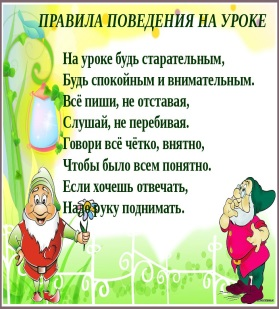 ПРАВИЛА ПОВЕДЕНИЯ НА УРОКЕ
На уроке будь старательным,
Будь спокойным и внимательным.
Всё пиши, не отставая,
Слушай, не перебивая.
Говори всё чётко, внятно,
Чтобы было всем понятно.
Если хочешь отвечать,
Надо руку поднимать.